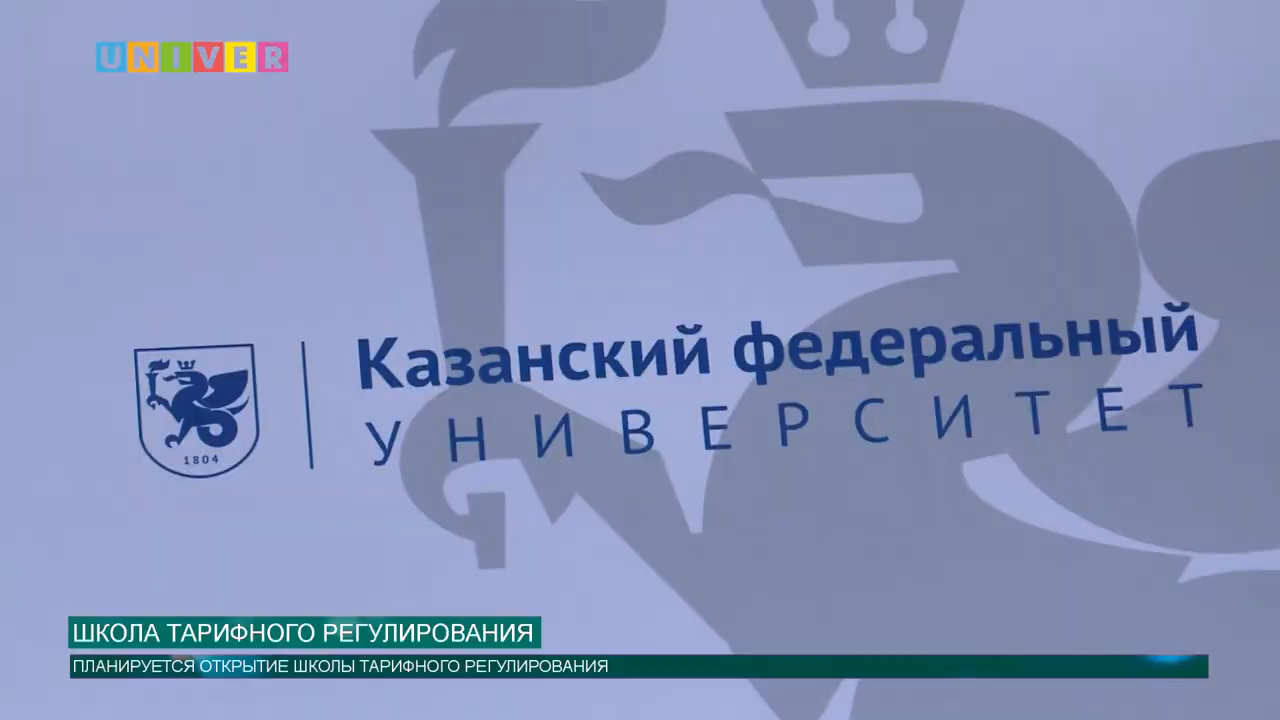 UNIVER
Казанский федеральный
УНИВЕРСИТЕТ
1804
ШКОЛА ТАРИФНОГО РЕГУЛИРОВАНИЯ
ПЛАНИРУЕТСЯ ОТКРЫТИЕ ШКОЛЫ ТАРИФНОГО РЕГУЛИРОВАНИЯ